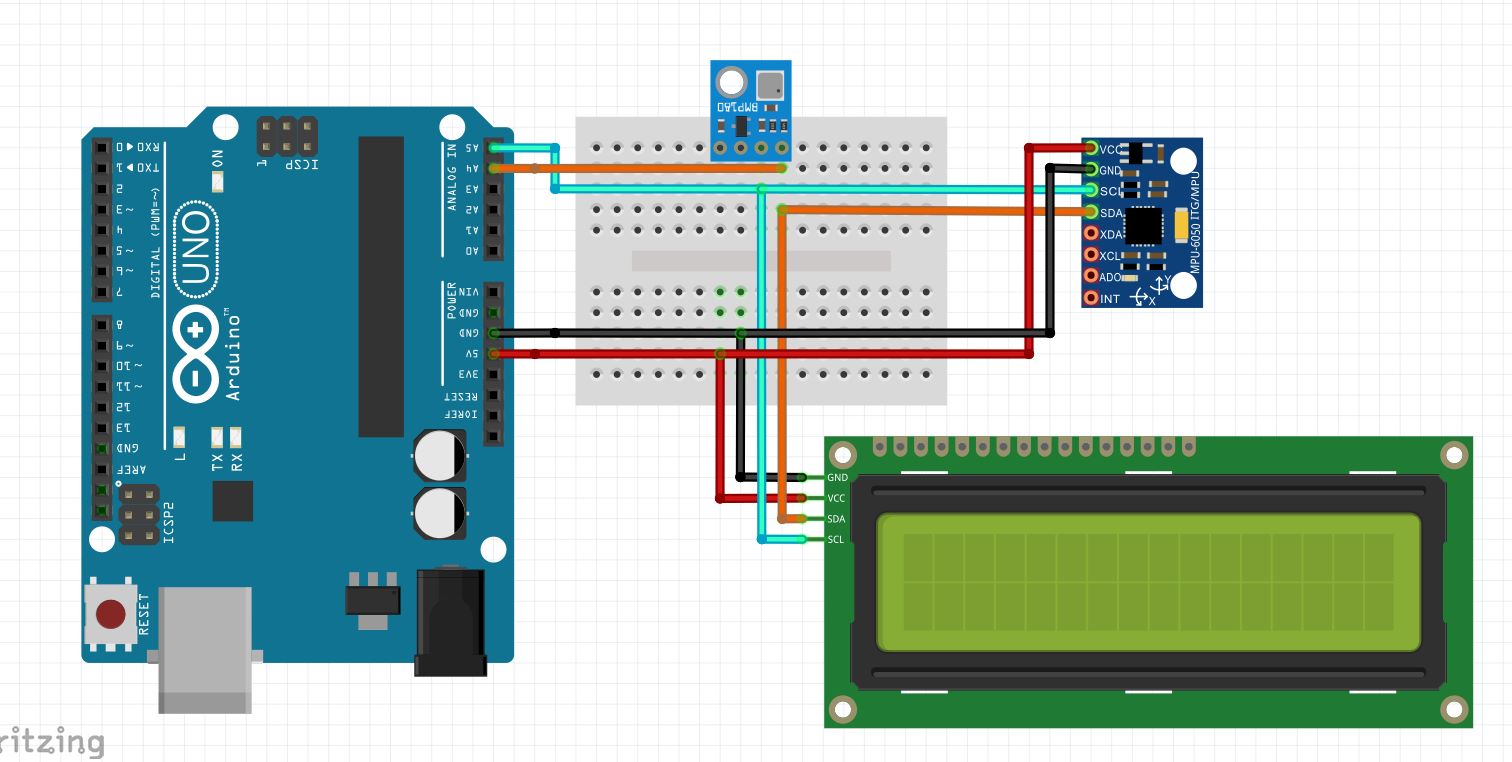 BMP180
1
ICSP
ON
UNO
Arduino™
DIGITAL (PWM=~)
0 ► RX0
1 ► TX0
2
3 ~
4
5 ~
6 ~
7
8
9 ~
10 ~
11 ~
12
13
GND
AREF
L
TX
RX
ICSP2
RESET
ANALOG IN
A5
A4
A3
A2
A1
A0
POWER
VIN
GND
GND
5V
3V3
RESET
IOREF
VCC
GND
SCL
SDA
XDA
XCL
ADO
INT
MPU-6050 ITG/MPU
Y
X
GND
VCC
SDA
SCL
ritzing